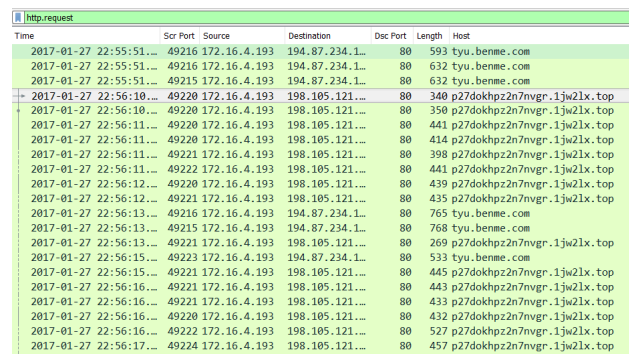 http.request
Time Scr Port Source Destination Dsc Port Length Host
2017-01-27 22:55:51.… 49216 172.16.4.193 194.87.234.1… 80 593 tyu.benme.com
2017-01-27 22:55:51.… 49216 172.16.4.193 194.87.234.1… 80 632 tyu.benme.com
2017-01-27 22:55:51.… 49215 172.16.4.193 194.87.234.1… 80 632 tyu.benme.com
2017-01-27 22:56:10.… 49220 172.16.4.193 198.105.121.… 80 340 p27dokhpz2n7nvgr.1jw2lx.top
2017-01-27 22:56:10.… 49220 172.16.4.193 198.105.121.… 80 350 p27dokhpz2n7nvgr.1jw2lx.top
2017-01-27 22:56:11.… 49220 172.16.4.193 198.105.121.… 80 441 p27dokhpz2n7nvgr.1jw2lx.top
2017-01-27 22:56:11.… 49220 172.16.4.193 198.105.121.… 80 414 p27dokhpz2n7nvgr.1jw2lx.top
2017-01-27 22:56:11.… 49221 172.16.4.193 198.105.121.… 80 398 p27dokhpz2n7nvgr.1jw2lx.top
2017-01-27 22:56:11.… 49222 172.16.4.193 198.105.121.… 80 441 p27dokhpz2n7nvgr.1jw2lx.top
2017-01-27 22:56:12.… 49220 172.16.4.193 198.105.121.… 80 439 p27dokhpz2n7nvgr.1jw2lx.top
2017-01-27 22:56:12.… 49221 172.16.4.193 198.105.121.… 80 435 p27dokhpz2n7nvgr.1jw2lx.top
2017-01-27 22:56:13.… 49216 172.16.4.193 194.87.234.1… 80 765 tyu.benme.com
2017-01-27 22:56:13.… 49215 172.16.4.193 194.87.234.1… 80 768 tyu.benme.com
2017-01-27 22:56:13.… 49221 172.16.4.193 198.105.121.… 80 269 p27dokhpz2n7nvgr.1jw2lx.top
2017-01-27 22:56:15.… 49223 172.16.4.193 194.87.234.1… 80 533 tyu.benme.com
2017-01-27 22:56:15.… 49221 172.16.4.193 198.105.121.… 80 445 p27dokhpz2n7nvgr.1jw2lx.top
2017-01-27 22:56:16.… 49221 172.16.4.193 198.105.121.… 80 443 p27dokhpz2n7nvgr.1jw2lx.top
2017-01-27 22:56:16.… 49221 172.16.4.193 198.105.121.… 80 433 p27dokhpz2n7nvgr.1jw2lx.top
2017-01-27 22:56:16.… 49220 172.16.4.193 198.105.121.… 80 432 p27dokhpz2n7nvgr.1jw2lx.top
2017-01-27 22:56:16.… 49222 172.16.4.193 198.105.121.… 80 527 p27dokhpz2n7nvgr.1jw2lx.top
2017-01-27 22:56:17.… 49224 172.16.4.193 198.105.121.… 80 457 p27dokhpz2n7nvgr.1jw2lx.top